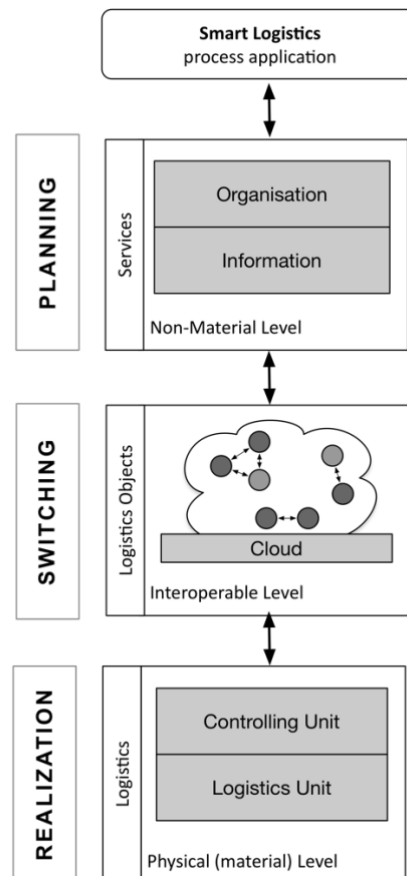 Smart Logistics
process application
PLANNING
Services
Organisation
Information
Non-Material Level
SWITCHING
Logistics Objects
Cloud
Interoperable Level
REALIZATION
Logistics
Controlling Unit
Logistics Unit
Physical (material) Level